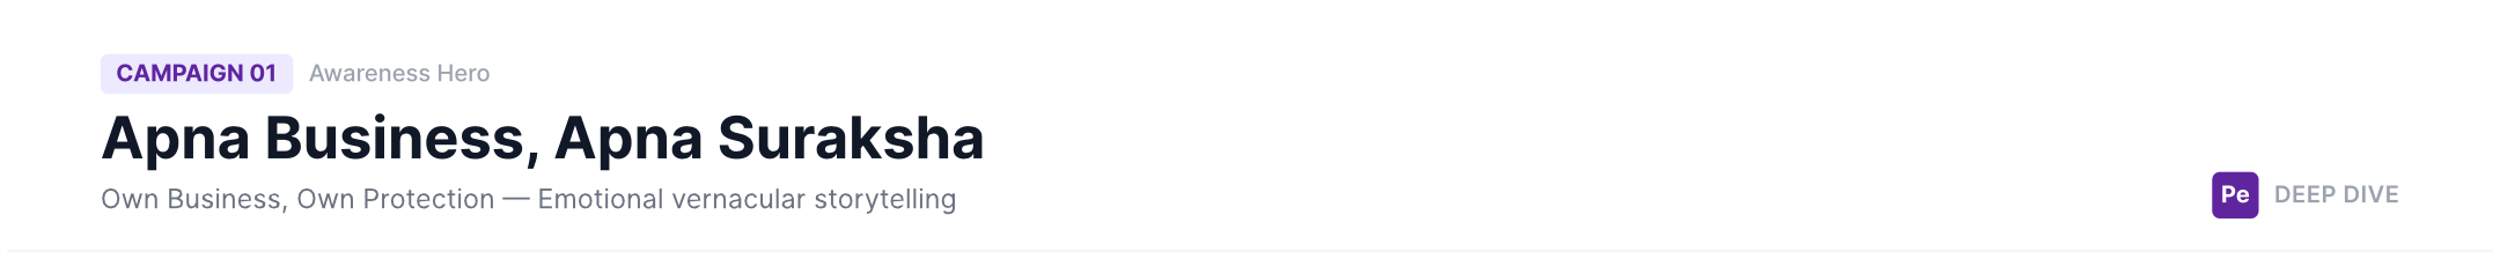 CAMPAIGN 01 Awareness Hero
Apna Business, Apna Suraksha
Own Business, Own Protection — Emotional vernacular storytelling
Pe DEEP DIVE